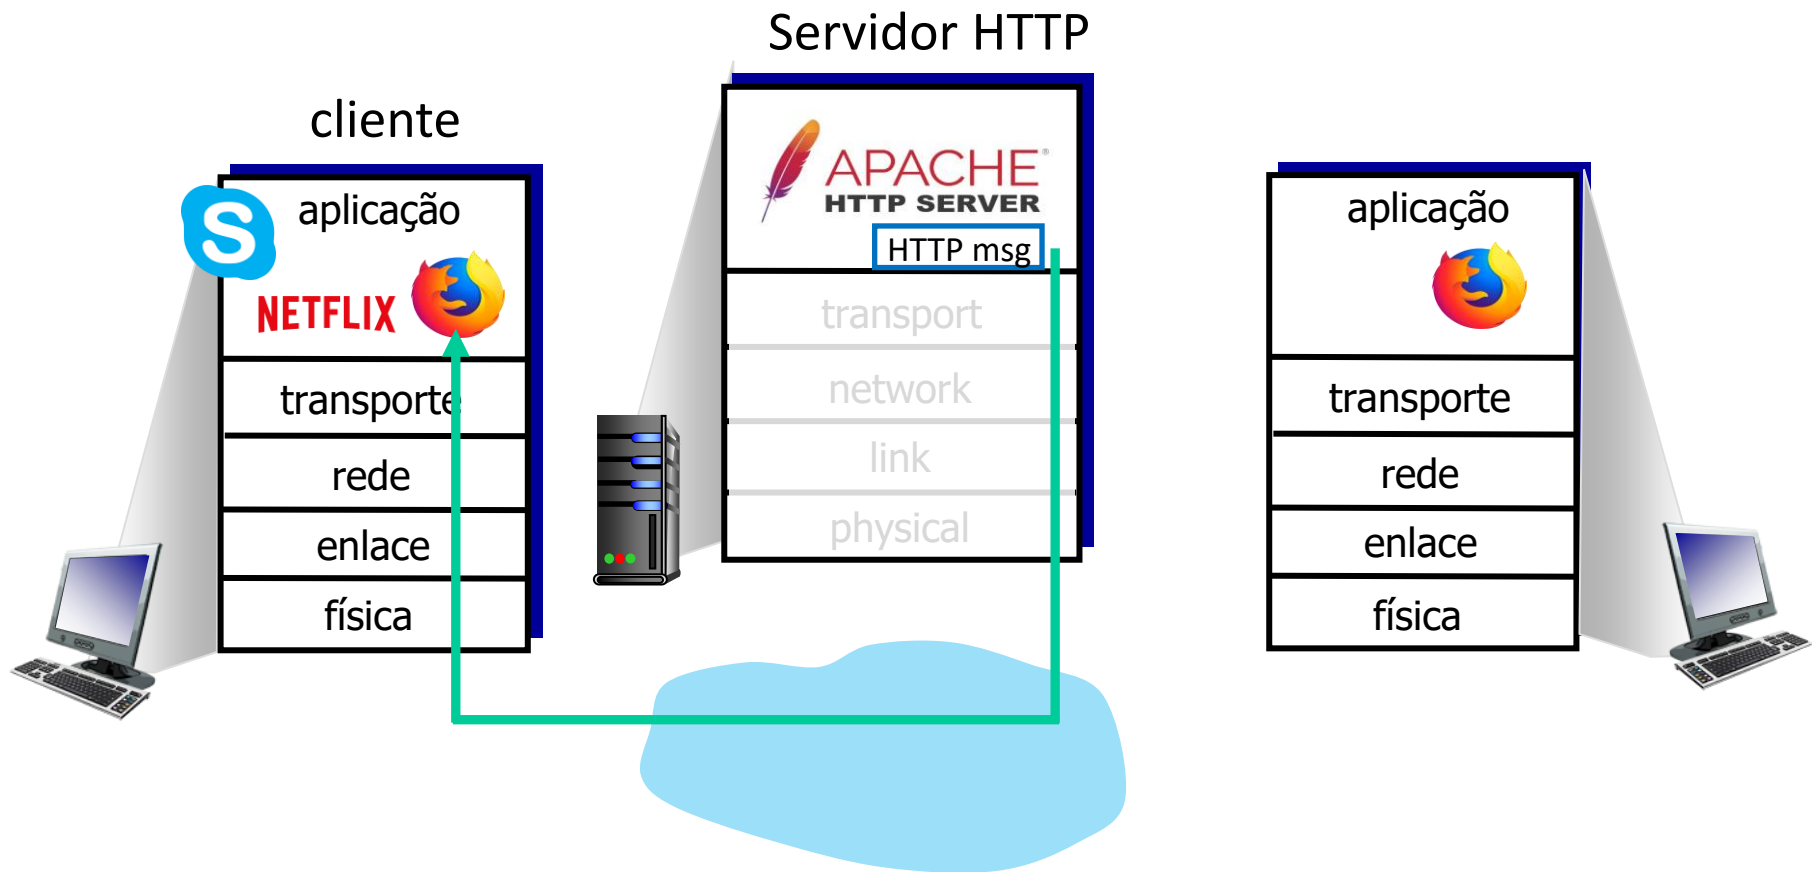 Servidor HTTP
cliente
aplicação
S
NETFLIX
transporte
rede
enlace
física
APACHE®
HTTP SERVER
HTTP msg
transport
network
link
physical
aplicação
transporte
rede
enlace
física